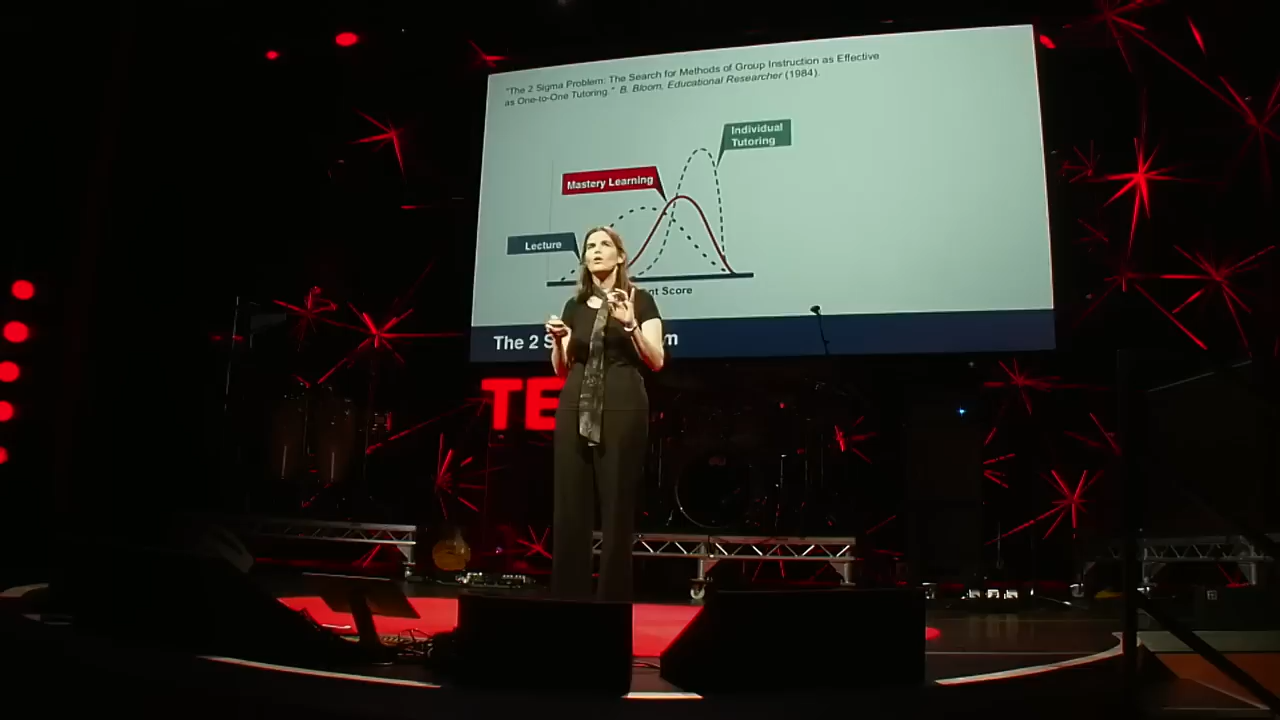 "The 2 Sigma Problem: The Search for Methods of Group Instruction as Effective
as One-to-One Tutoring." B. Bloom, Educational Researcher (1984).
Individual
Tutoring
Mastery Learning
Lecture
nt Score
The 2 S m
TE